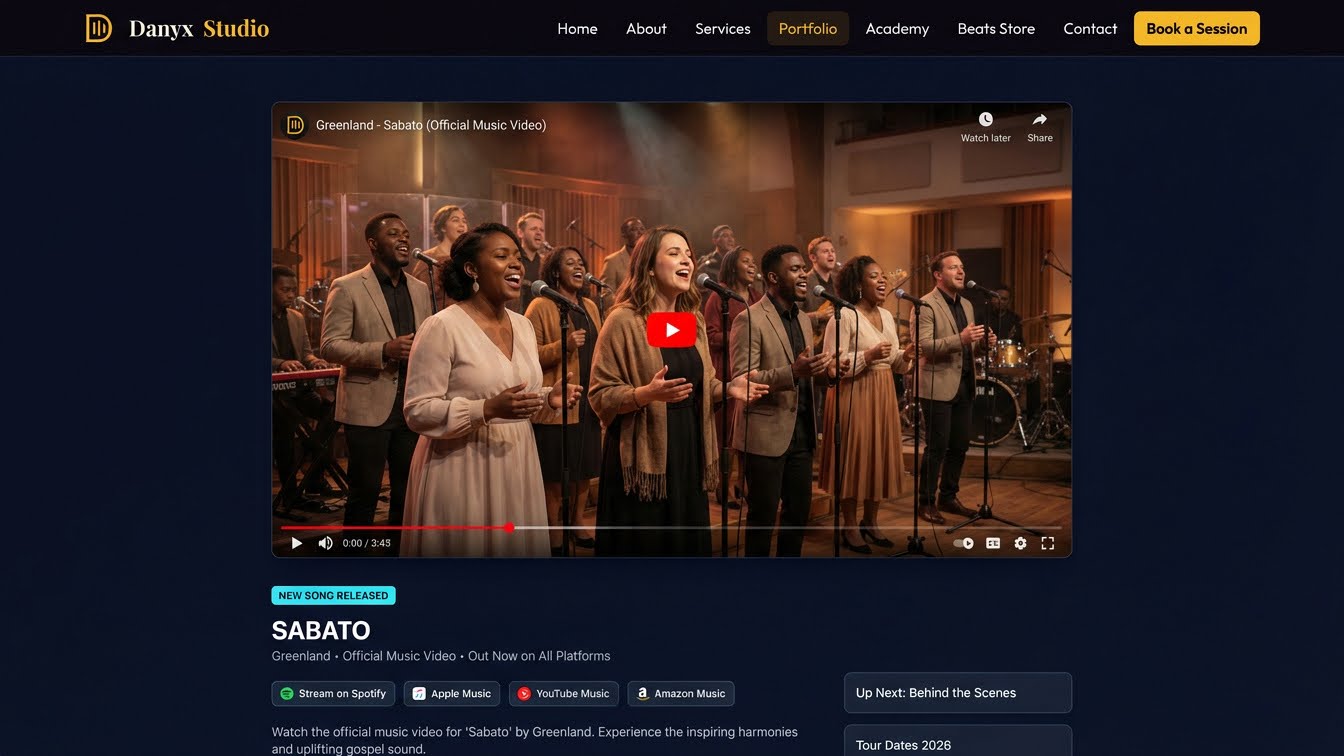 Danyx Studio
Home
About
Services
Portfolio
Academy
Beats Store
Contact
Book a Session
Greenland - Sabato (Official Music Video)
Watch later
Share
0:00 / 3:45
CC
NEW SONG RELEASED
SABATO
Greenland • Official Music Video • Out Now on All Platforms
Stream on Spotify
Apple Music
YouTube Music
Amazon Music
Watch the official music video for 'Sabato' by Greenland. Experience the inspiring harmonies
and uplifting gospel sound.
Up Next: Behind the Scenes
Tour Dates 2026